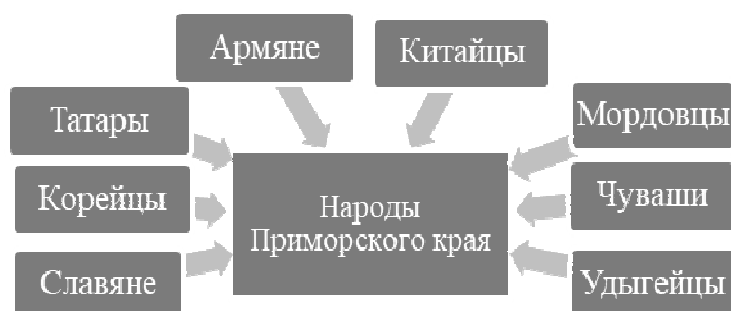 Армяне
Китайцы
Татары
Мордовцы
Корейцы
Чуваши
Славяне
Удыгейцы
Народы
Приморского края